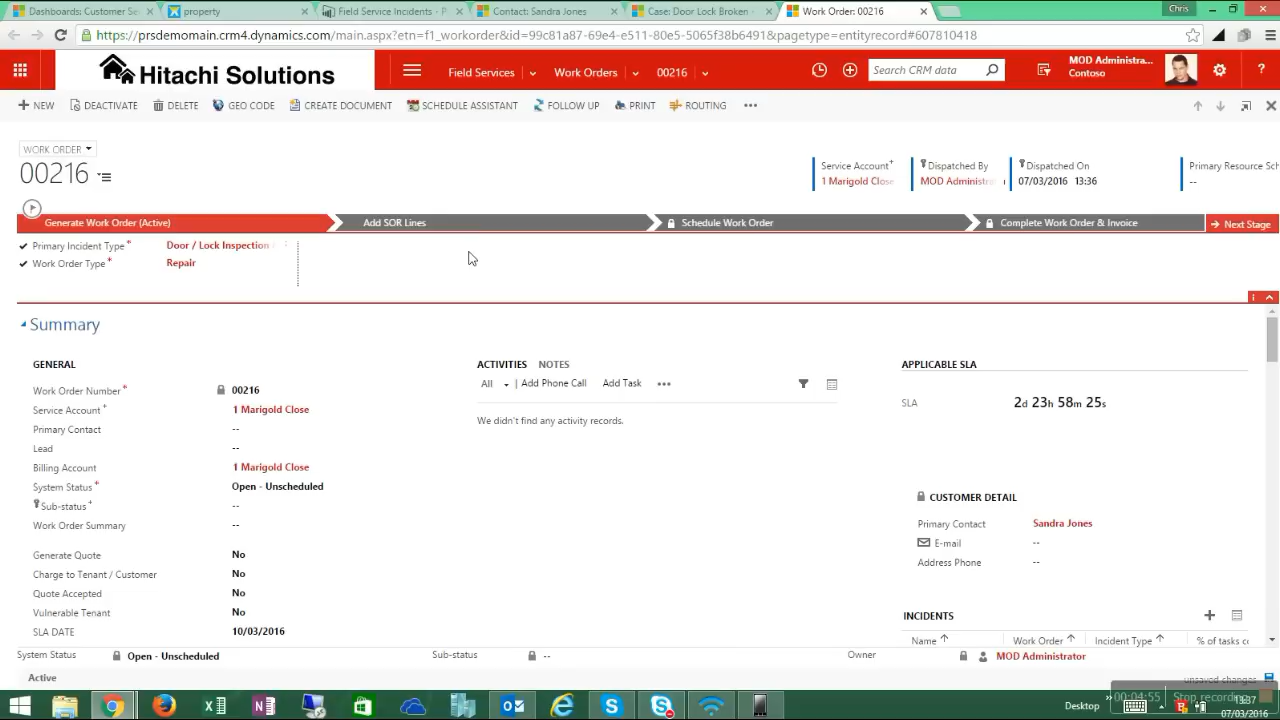 Dashboards: Customer Se
property
Field Service Incidents - P
Contact: Sandra Jones
Case: Door Lock Broken -
Work Order: 00216
Chris
https://prsdemomain.crm4.dynamics.com/main.aspx?etn=f1_workorder&id=99c81a87-69e4-e511-80e5-5065f38b6491&pagetype=entityrecord#607810418
Hitachi Solutions
Field Services
Work Orders
00216
Search CRM data
MOD Administra...
Contoso
?
NEW
DEACTIVATE
DELETE
GEO CODE
CREATE DOCUMENT
SCHEDULE ASSISTANT
FOLLOW UP
PRINT
ROUTING
WORK ORDER
00216
Service Account+
1 Marigold Close
Dispatched By
MOD Administra
Dispatched On
07/03/2016 13:36
Primary Resource Sch
--
Generate Work Order (Active)
Add SOR Lines
Schedule Work Order
Complete Work Order & Invoice
Next Stage
Primary Incident Type *
Door / Lock Inspection
Work Order Type *
Repair
Summary
GENERAL
Work Order Number *
00216
Service Account +
1 Marigold Close
Primary Contact
--
Lead
--
Billing Account
1 Marigold Close
System Status *
Open - Unscheduled
Sub-status +
--
Work Order Summary
--
Generate Quote
No
Charge to Tenant / Customer
No
Quote Accepted
No
Vulnerable Tenant
No
SLA DATE
10/03/2016
ACTIVITIES NOTES
All | Add Phone Call Add Task
We didn't find any activity records.
APPLICABLE SLA
SLA
2d 23h 58m 25s
CUSTOMER DETAIL
Primary Contact
Sandra Jones
E-mail
--
Address Phone
--
INCIDENTS
Name
Work Order
Incident Type
% of tasks co
System Status
Open - Unscheduled
Sub-status
--
Owner
MOD Administrator
Active
unsaved changes
Desktop
00:04:55
Stop recording
13:37
07/03/2016